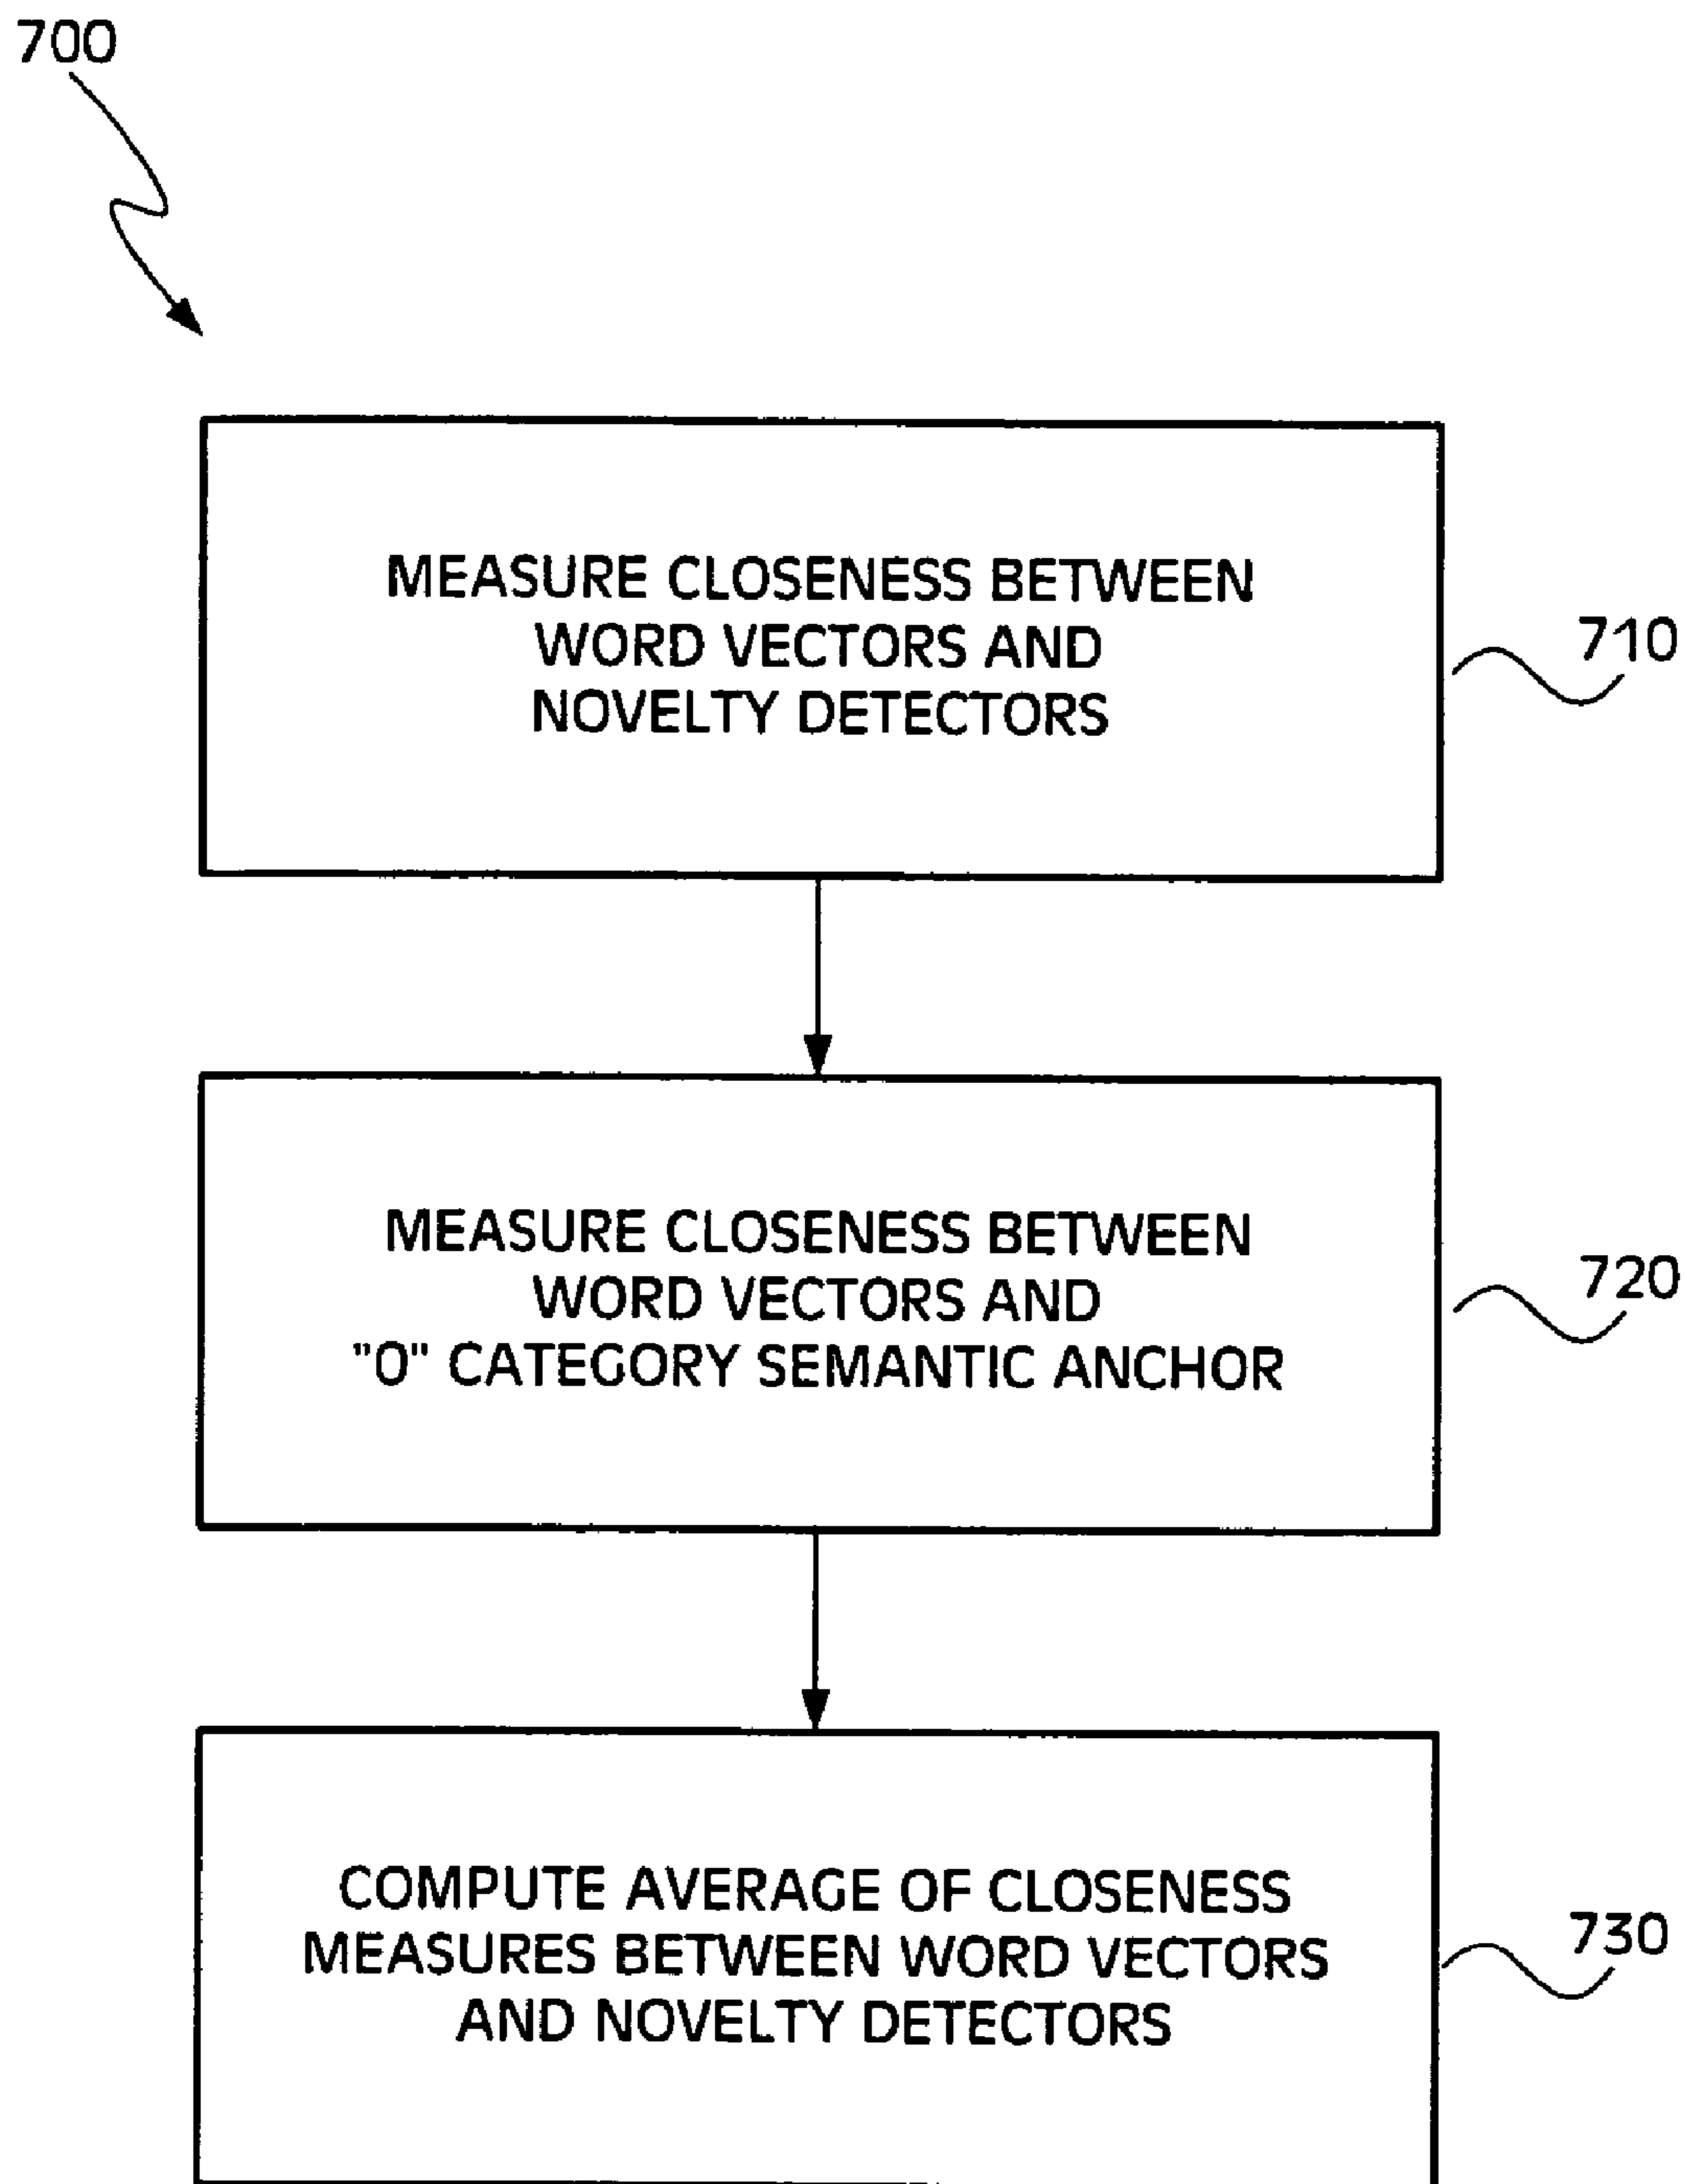 700
MEASURE CLOSENESS BETWEEN
WORD VECTORS AND
NOVELTY DETECTORS
710
MEASURE CLOSENESS BETWEEN
WORD VECTORS AND
"0" CATEGORY SEMANTIC ANCHOR
720
COMPUTE AVERAGE OF CLOSENESS
MEASURES BETWEEN WORD VECTORS
AND NOVELTY DETECTORS
730